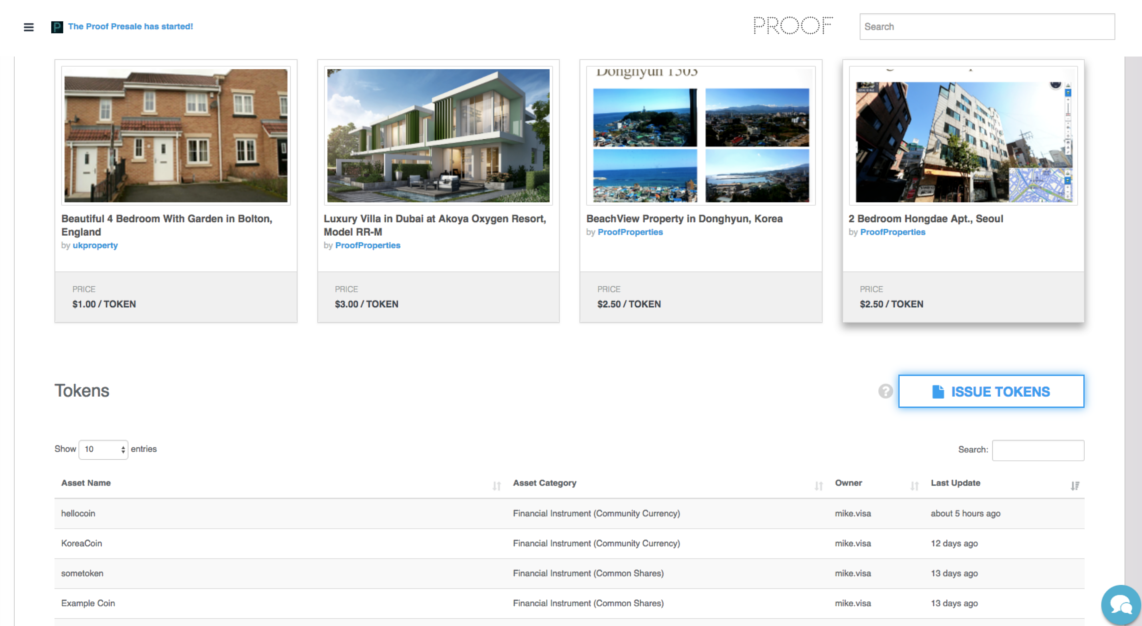 The Proof Presale has started!
PROOF
Search
Donghyun 1503
Beautiful 4 Bedroom With Garden in Bolton,
England
by ukproperty
PRICE
$1.00 / TOKEN
Luxury Villa in Dubai at Akoya Oxygen Resort,
Model RR-M
by ProofProperties
PRICE
$3.00 / TOKEN
BeachView Property in Donghyun, Korea
by ProofProperties
PRICE
$2.50 / TOKEN
2 Bedroom Hongdae Apt., Seoul
by ProofProperties
PRICE
$2.50 / TOKEN
Tokens
? ISSUE TOKENS
Show 10 entries
Search:
Asset Name Asset Category Owner Last Update
hellocoin Financial Instrument (Community Currency) mike.visa about 5 hours ago
KoreaCoin Financial Instrument (Community Currency) mike.visa 12 days ago
sometoken Financial Instrument (Common Shares) mike.visa 13 days ago
Example Coin Financial Instrument (Common Shares) mike.visa 13 days ago